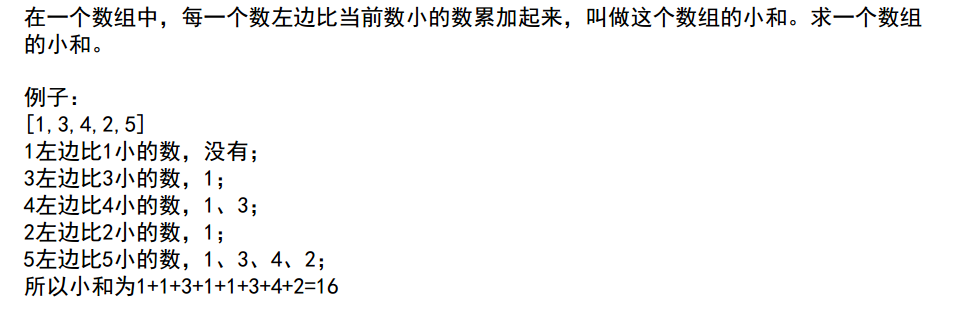 在一个数组中，每一个数左边比当前数小的数累加起来，叫做这个数组的小和。求一个数组
的小和。
例子：
[1,3,4,2,5]
1左边比1小的数，没有；
3左边比3小的数，1；
4左边比4小的数，1、3；
2左边比2小的数，1；
5左边比5小的数，1、3、4、2；
所以小和为1+1+3+1+1+3+4+2=16